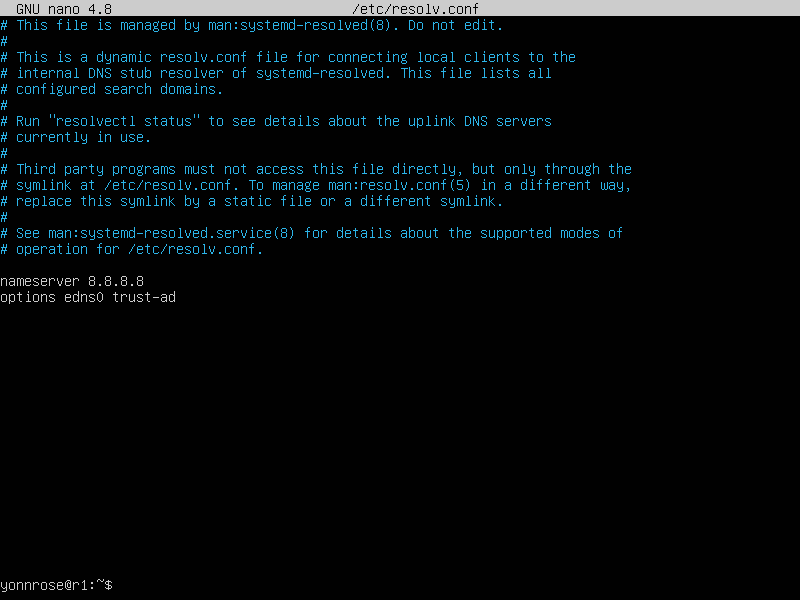 GNU nano 4.8 /etc/resolv.conf
# This file is managed by man:systemd-resolved(8). Do not edit.
#
# This is a dynamic resolv.conf file for connecting local clients to the
# internal DNS stub resolver of systemd-resolved. This file lists all
# configured search domains.
#
# Run "resolvectl status" to see details about the uplink DNS servers
# currently in use.
#
# Third party programs must not access this file directly, but only through the
# symlink at /etc/resolv.conf. To manage man:resolv.conf(5) in a different way,
# replace this symlink by a static file or a different symlink.
#
# See man:systemd-resolved.service(8) for details about the supported modes of
# operation for /etc/resolv.conf.
nameserver 8.8.8.8
options edns0 trust-ad
yonnrose@r1:~$